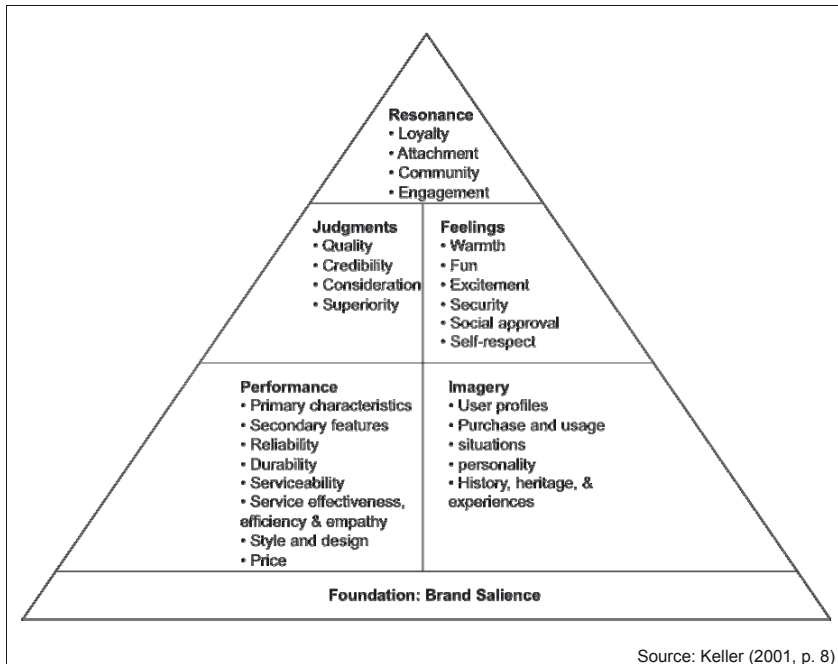 Resonance
• Loyalty
• Attachment
• Community
• Engagement
Judgments
• Quality
• Credibility
• Consideration
• Superiority
Feelings
• Warmth
• Fun
• Excitement
• Security
• Social approval
• Self-respect
Performance
• Primary characteristics
• Secondary features
• Reliability
• Durability
• Serviceability
• Service effectiveness,
efficiency & empathy
• Style and design
• Price
Imagery
• User profiles
• Purchase and usage
• situations
• personality
• History, heritage, &
experiences
Foundation: Brand Salience
Source: Keller (2001, p. 8)